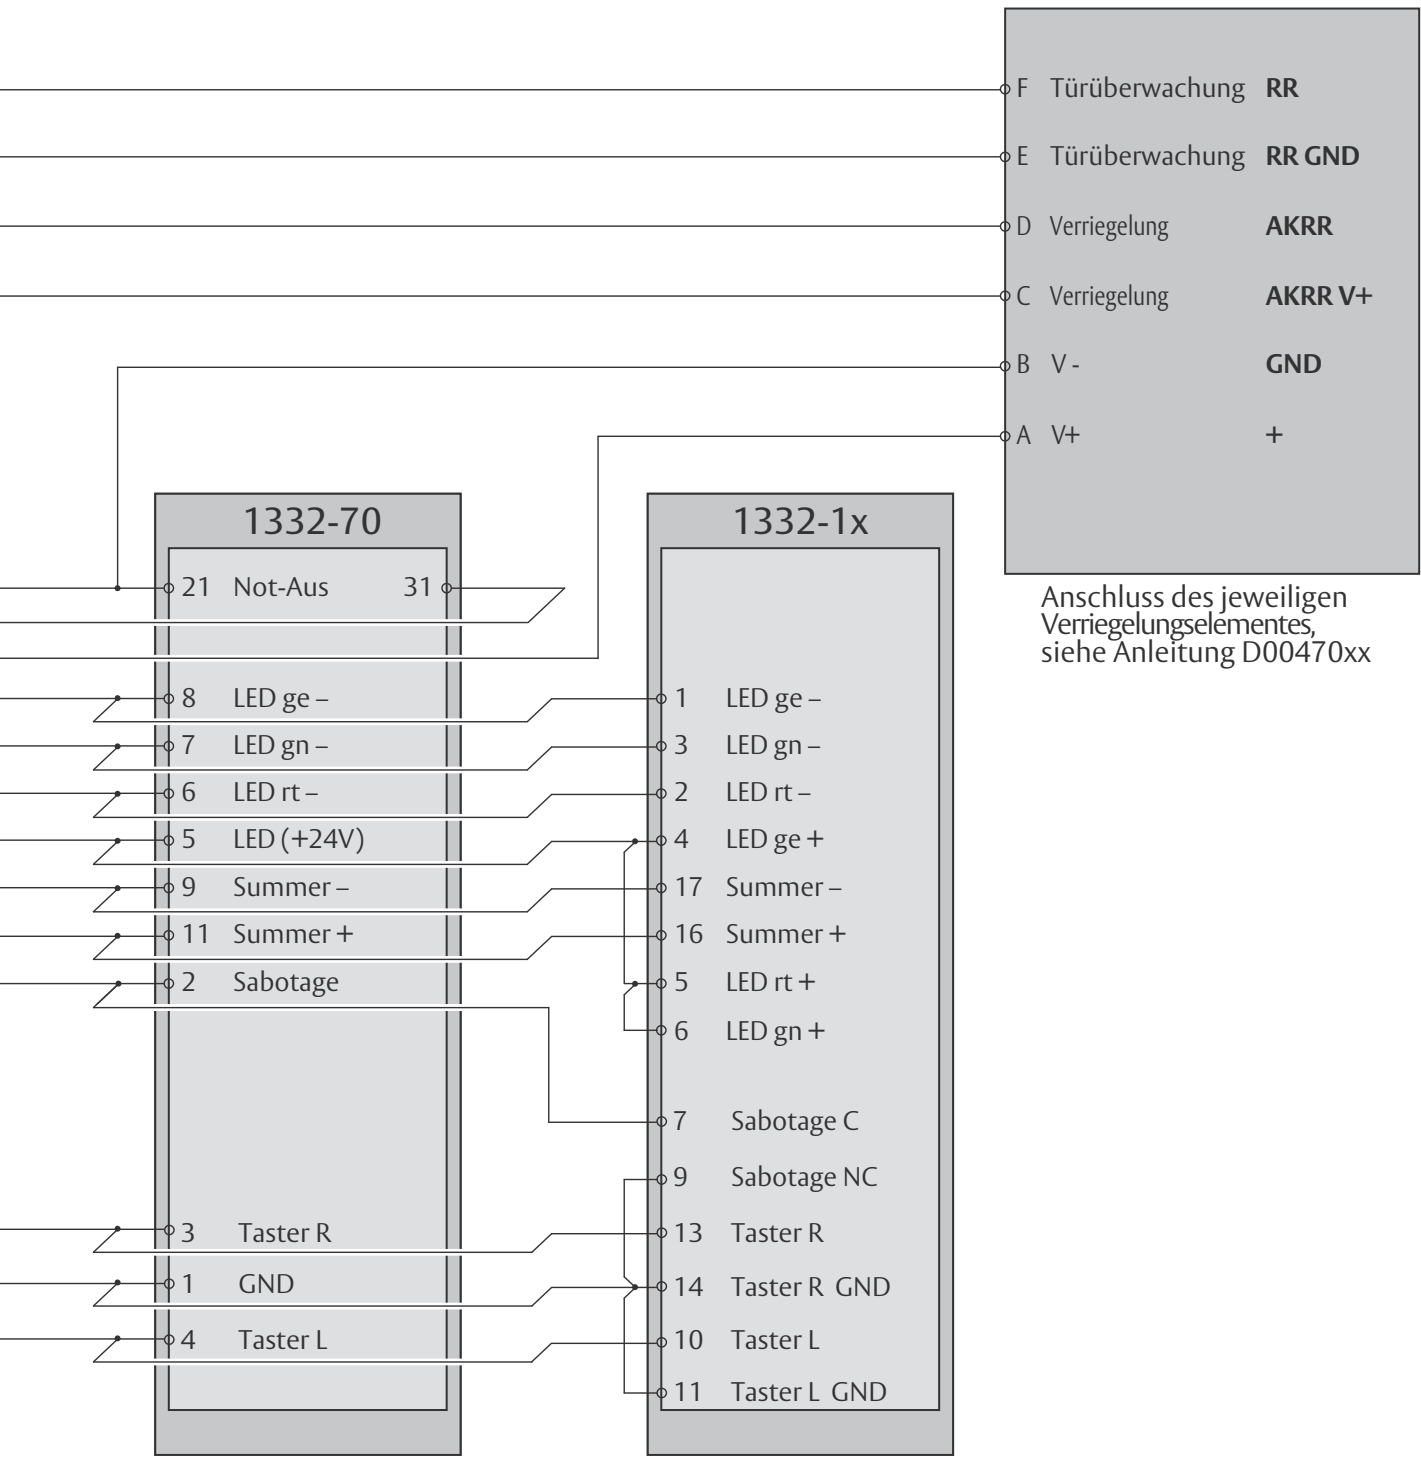 F Türüberwachung RR
E Türüberwachung RR GND
D Verriegelung AKRR
C Verriegelung AKRR V+
B V - GND
A V+ +
Anschluss des jeweiligen
Verriegelungselementes,
siehe Anleitung D00470xx
1332-70
21 Not-Aus 31
8 LED ge –
7 LED gn –
6 LED rt –
5 LED (+24V)
9 Summer –
11 Summer +
2 Sabotage
3 Taster R
1 GND
4 Taster L
1332-1x
1 LED ge –
3 LED gn –
2 LED rt –
4 LED ge +
17 Summer –
16 Summer +
5 LED rt +
6 LED gn +
7 Sabotage C
9 Sabotage NC
13 Taster R
14 Taster R GND
10 Taster L
11 Taster L GND